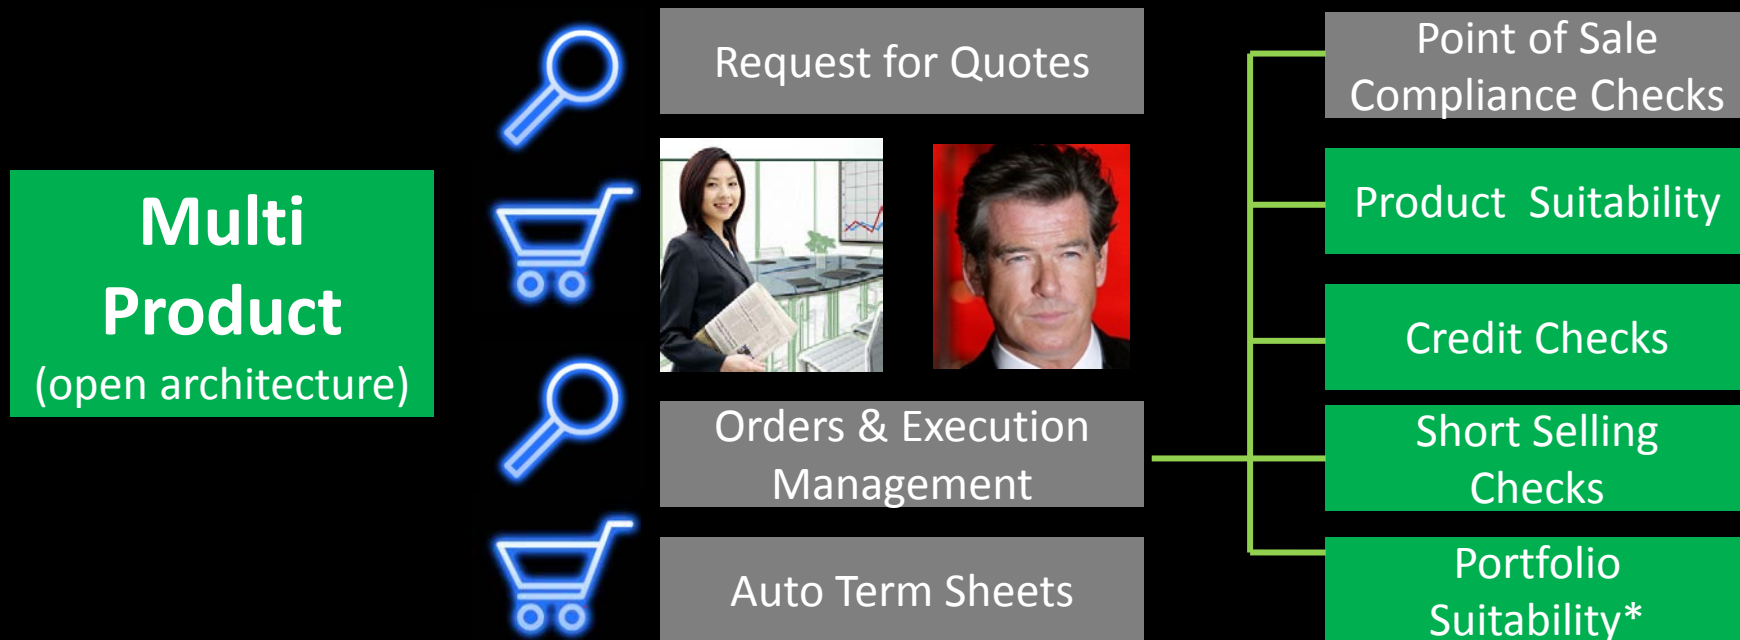 Multi
Product
(open architecture)
Request for Quotes
Orders & Execution
Management
Auto Term Sheets
Point of Sale
Compliance Checks
Product  Suitability
Credit Checks
Short Selling
Checks
Portfolio
Suitability*